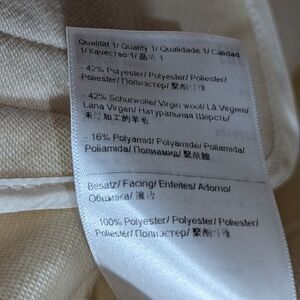 Qualität 1/ Quality 1/ Qualidade 1/ Calidad
1/ Качество 1/ 品质 1
- 42% Polyester/ Polyester/ Poliester/
Poliester/ Полиэстер/ 聚酯纤维
- 42% Schurwolle/ Virgin wool/ Lã Virgem/
Lana Virgen/ Натуральная Шерсть/
未经加工的羊毛
- 16% Polyamid/ Polyamide/ Poliamida/
Poliamida/ Полиамид/ 聚酰胺
Besatz/ Facing/ Enfeites/ Adorno/
Обшивка/
- 100% Polyester/ Polyester/ Poliester/
Poliester/ Полиэстер/ 聚酯纤维